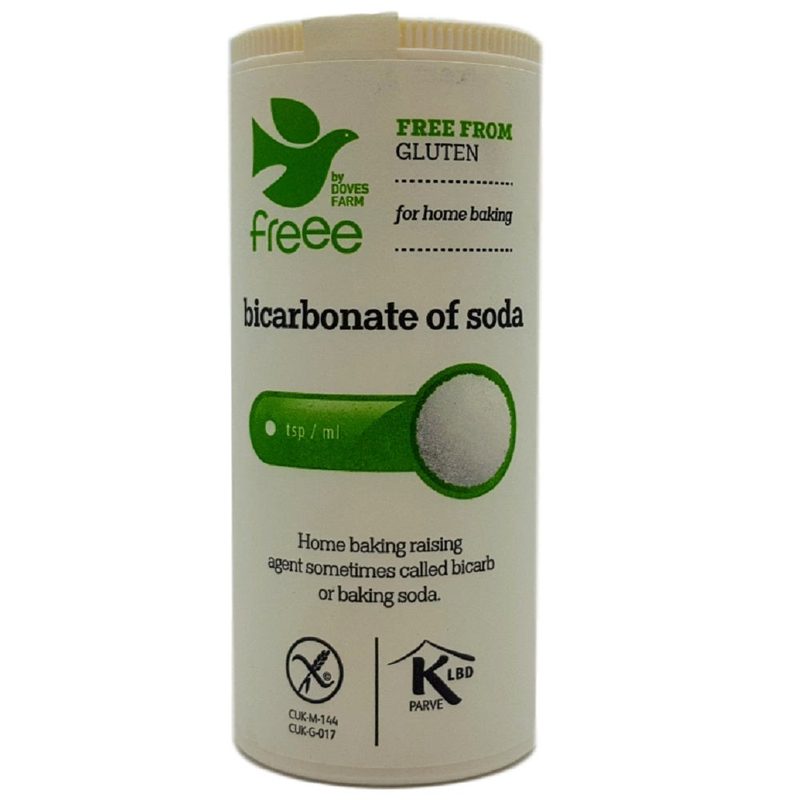 by
DOVES
FARM
freee
FREE FROM
GLUTEN
for home baking
bicarbonate of soda
tsp / ml
Home baking raising
agent sometimes called bicarb
or baking soda.
©
CUK-M-144
CUK-G-017
K LBD
PARVE